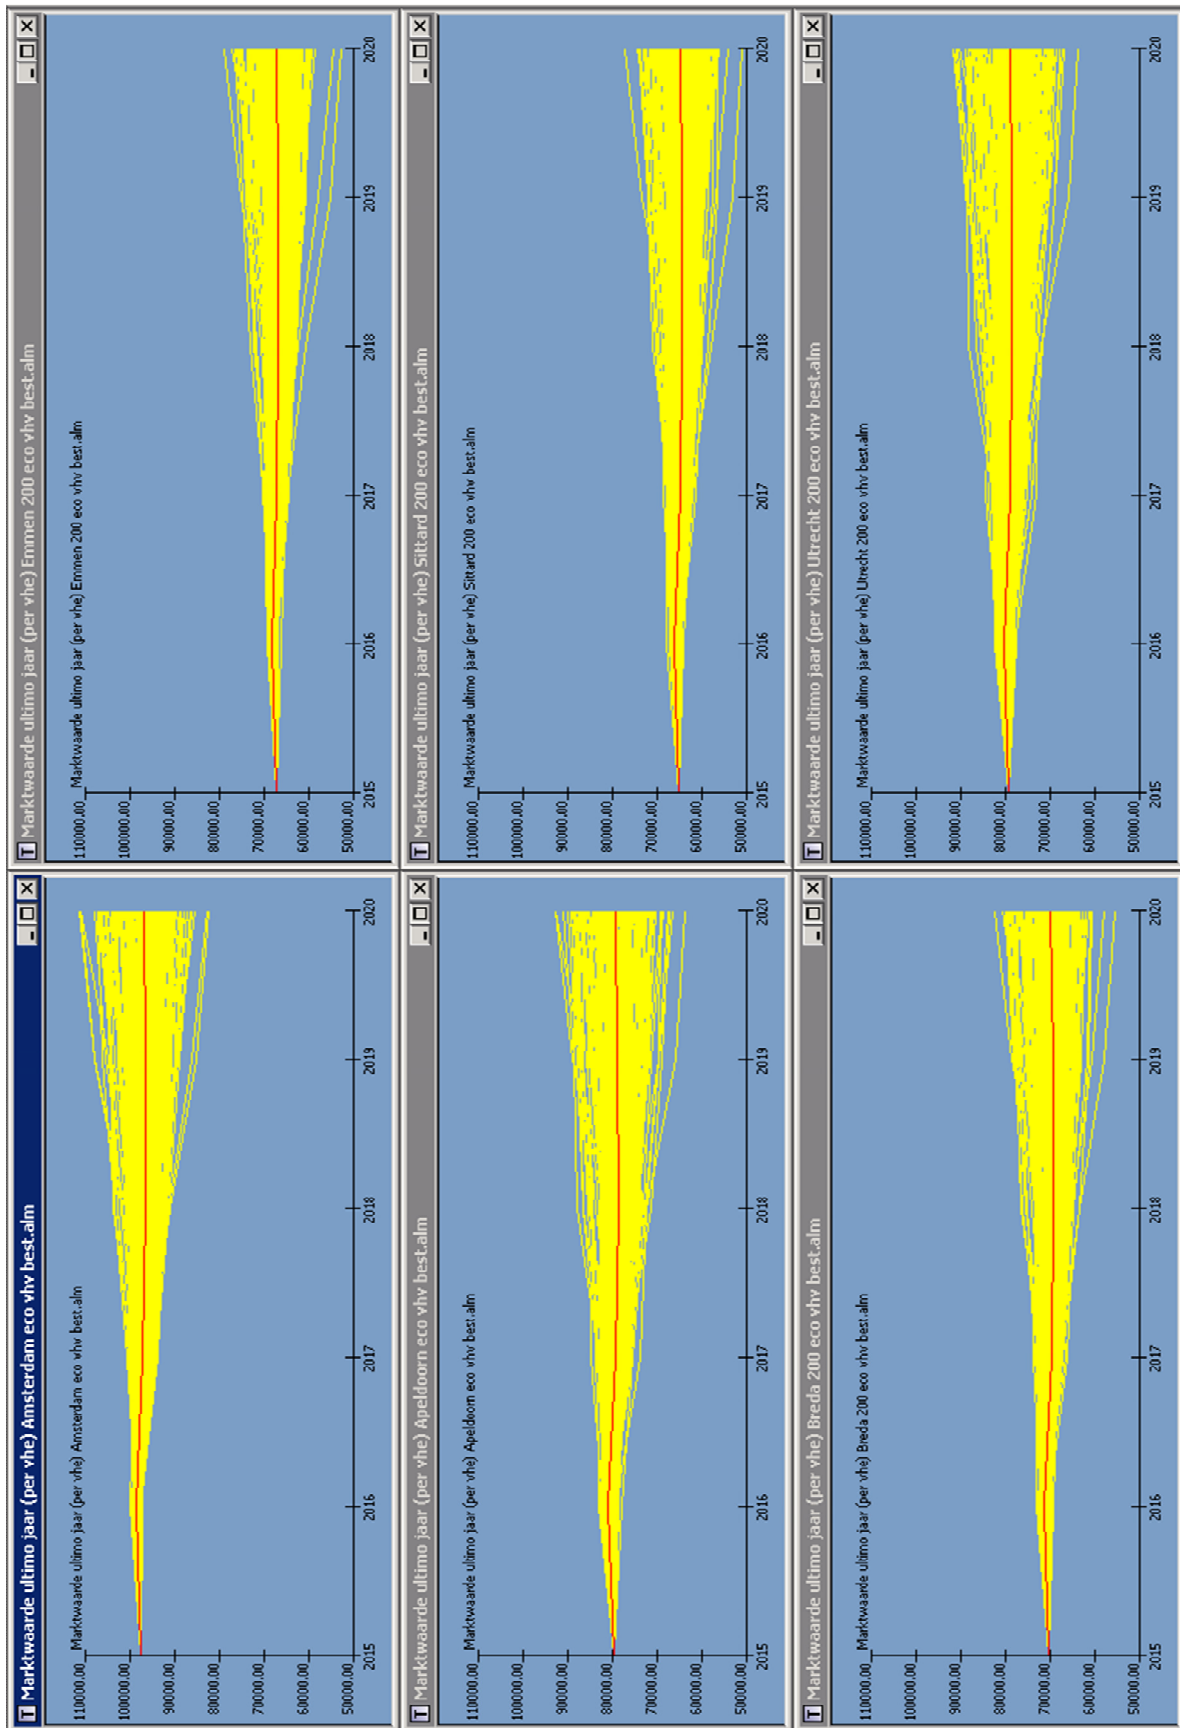 T Marktwaarde ultimo jaar (per vhe) Amsterdam eco vhv best.alm
Marktwaarde ultimo jaar (per vhe) Amsterdam eco vhv best.alm
110000.00
100000.00
90000.00
80000.00
70000.00
60000.00
50000.00
2015 2016 2017 2018 2019 2020
T Marktwaarde ultimo jaar (per vhe) Emmen 200 eco vhv best.alm
Marktwaarde ultimo jaar (per vhe) Emmen 200 eco vhv best.alm
110000.00
100000.00
90000.00
80000.00
70000.00
60000.00
50000.00
2015 2016 2017 2018 2019 2020
T Marktwaarde ultimo jaar (per vhe) Apeldoorn eco vhv best.alm
Marktwaarde ultimo jaar (per vhe) Apeldoorn eco vhv best.alm
110000.00
100000.00
90000.00
80000.00
70000.00
60000.00
50000.00
2015 2016 2017 2018 2019 2020
T Marktwaarde ultimo jaar (per vhe) Sittard 200 eco vhv best.alm
Marktwaarde ultimo jaar (per vhe) Sittard 200 eco vhv best.alm
110000.00
100000.00
90000.00
80000.00
70000.00
60000.00
50000.00
2015 2016 2017 2018 2019 2020
T Marktwaarde ultimo jaar (per vhe) Breda 200 eco vhv best.alm
Marktwaarde ultimo jaar (per vhe) Breda 200 eco vhv best.alm
110000.00
100000.00
90000.00
80000.00
70000.00
60000.00
50000.00
2015 2016 2017 2018 2019 2020
T Marktwaarde ultimo jaar (per vhe) Utrecht 200 eco vhv best.alm
Marktwaarde ultimo jaar (per vhe) Utrecht 200 eco vhv best.alm
110000.00
100000.00
90000.00
80000.00
70000.00
60000.00
50000.00
2015 2016 2017 2018 2019 2020